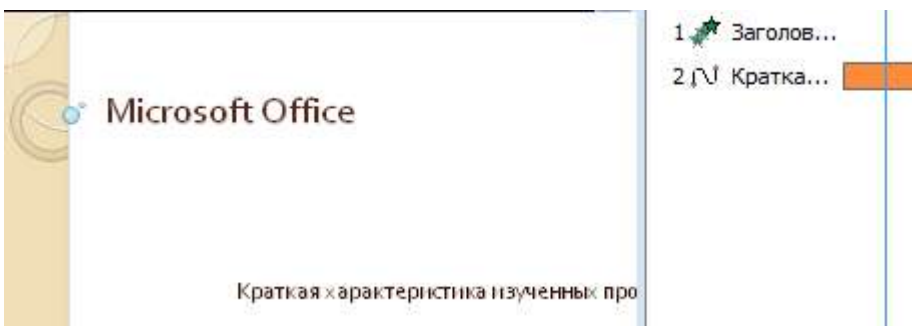 1 Заголов...
2 Кратка...
Microsoft Office
Краткая характеристика изученных про